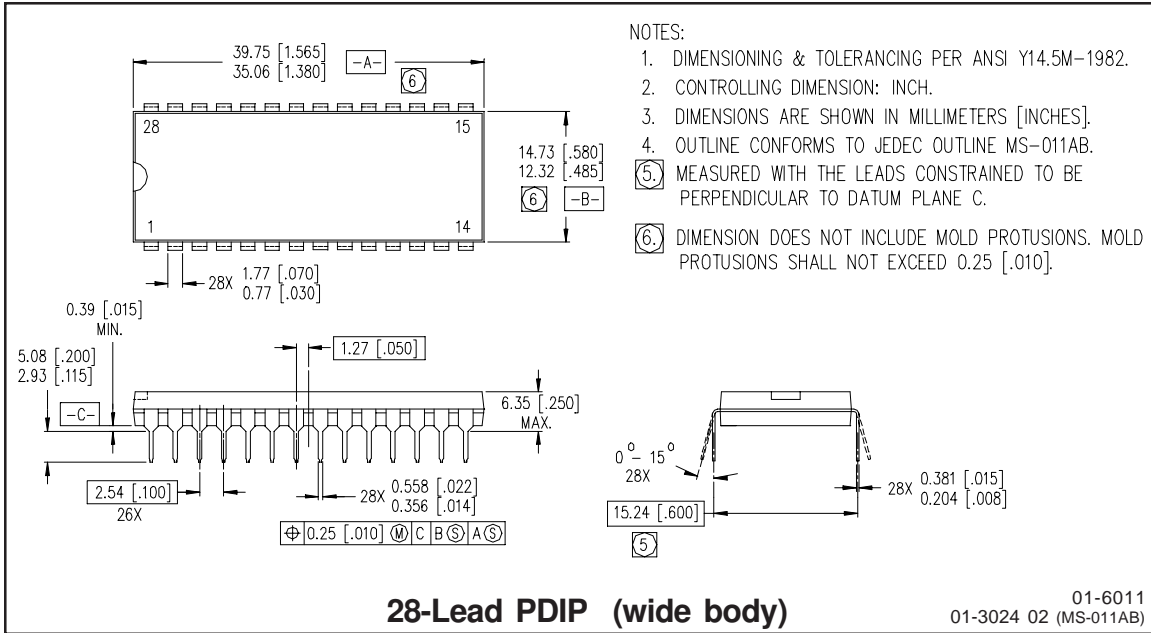 39.75 [1.565]
35.06 [1.380]
-A-
6
28
15
1
14
14.73 [.580]
12.32 [.485]
6
-B-
28X 1.77 [.070]
0.77 [.030]
NOTES:
1. DIMENSIONING & TOLERANCING PER ANSI Y14.5M-1982.
2. CONTROLLING DIMENSION: INCH.
3. DIMENSIONS ARE SHOWN IN MILLIMETERS [INCHES].
4. OUTLINE CONFORMS TO JEDEC OUTLINE MS-011AB.
5. MEASURED WITH THE LEADS CONSTRAINED TO BE
PERPENDICULAR TO DATUM PLANE C.
6. DIMENSION DOES NOT INCLUDE MOLD PROTUSIONS. MOLD
PROTUSIONS SHALL NOT EXCEED 0.25 [.010].
0.39 [.015]
MIN.
5.08 [.200]
2.93 [.115]
-C-
1.27 [.050]
6.35 [.250]
MAX.
2.54 [.100]
26X
28X 0.558 [.022]
0.356 [.014]
⌖ 0.25 [.010] Ⓜ C B Ⓢ A Ⓢ
0° - 15°
28X
28X 0.381 [.015]
0.204 [.008]
15.24 [.600]
5
28-Lead PDIP (wide body)
01-6011
01-3024 02 (MS-011AB)